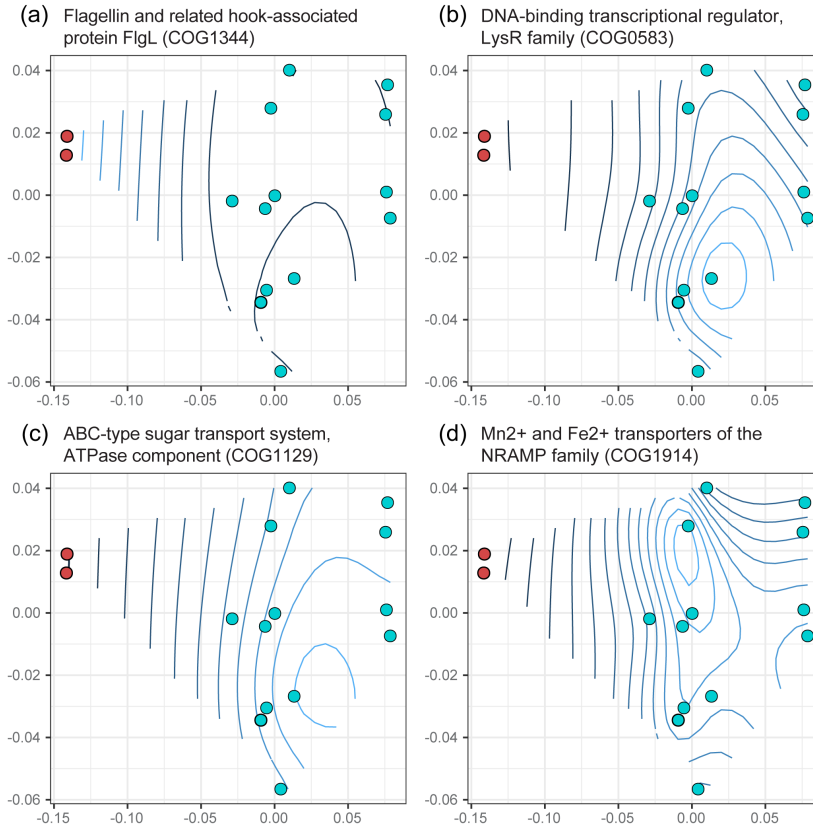 (a) Flagellin and related hook-associated
protein FlgL (COG1344)
0.04
0.02
0.00
-0.02
-0.04
-0.06
-0.15 -0.10 -0.05 0.00 0.05
(b) DNA-binding transcriptional regulator,
LysR family (COG0583)
0.04
0.02
0.00
-0.02
-0.04
-0.06
-0.15 -0.10 -0.05 0.00 0.05
(c) ABC-type sugar transport system,
ATPase component (COG1129)
0.04
0.02
0.00
-0.02
-0.04
-0.06
-0.15 -0.10 -0.05 0.00 0.05
(d) Mn2+ and Fe2+ transporters of the
NRAMP family (COG1914)
0.04
0.02
0.00
-0.02
-0.04
-0.06
-0.15 -0.10 -0.05 0.00 0.05